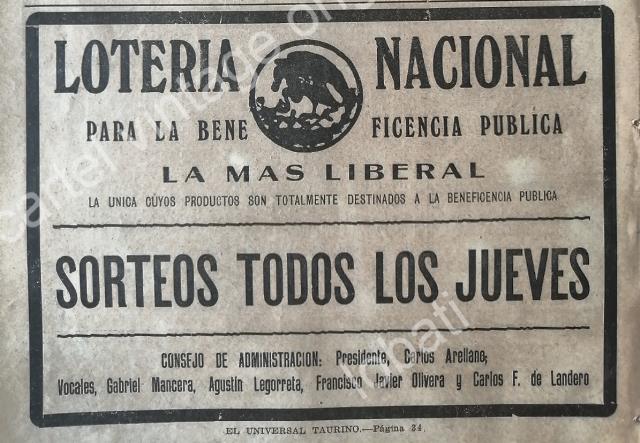 LOTERIA NACIONAL
PARA LA BENE FICENCIA PUBLICA
LA MAS LIBERAL
LA UNICA CUYOS PRODUCTOS SON TOTALMENTE DESTINADOS A LA BENEFICENCIA PUBLICA
SORTEOS TODOS LOS JUEVES
CONSEJO DE ADMINISTRACION: Presidente, Carlos Arellano;
Vocales, Gabriel Mancera, Agustín Legorreta, Francisco Javier Olivera y Carlos F. de Landero
EL UNIVERSAL TAURINO.—Página 24.